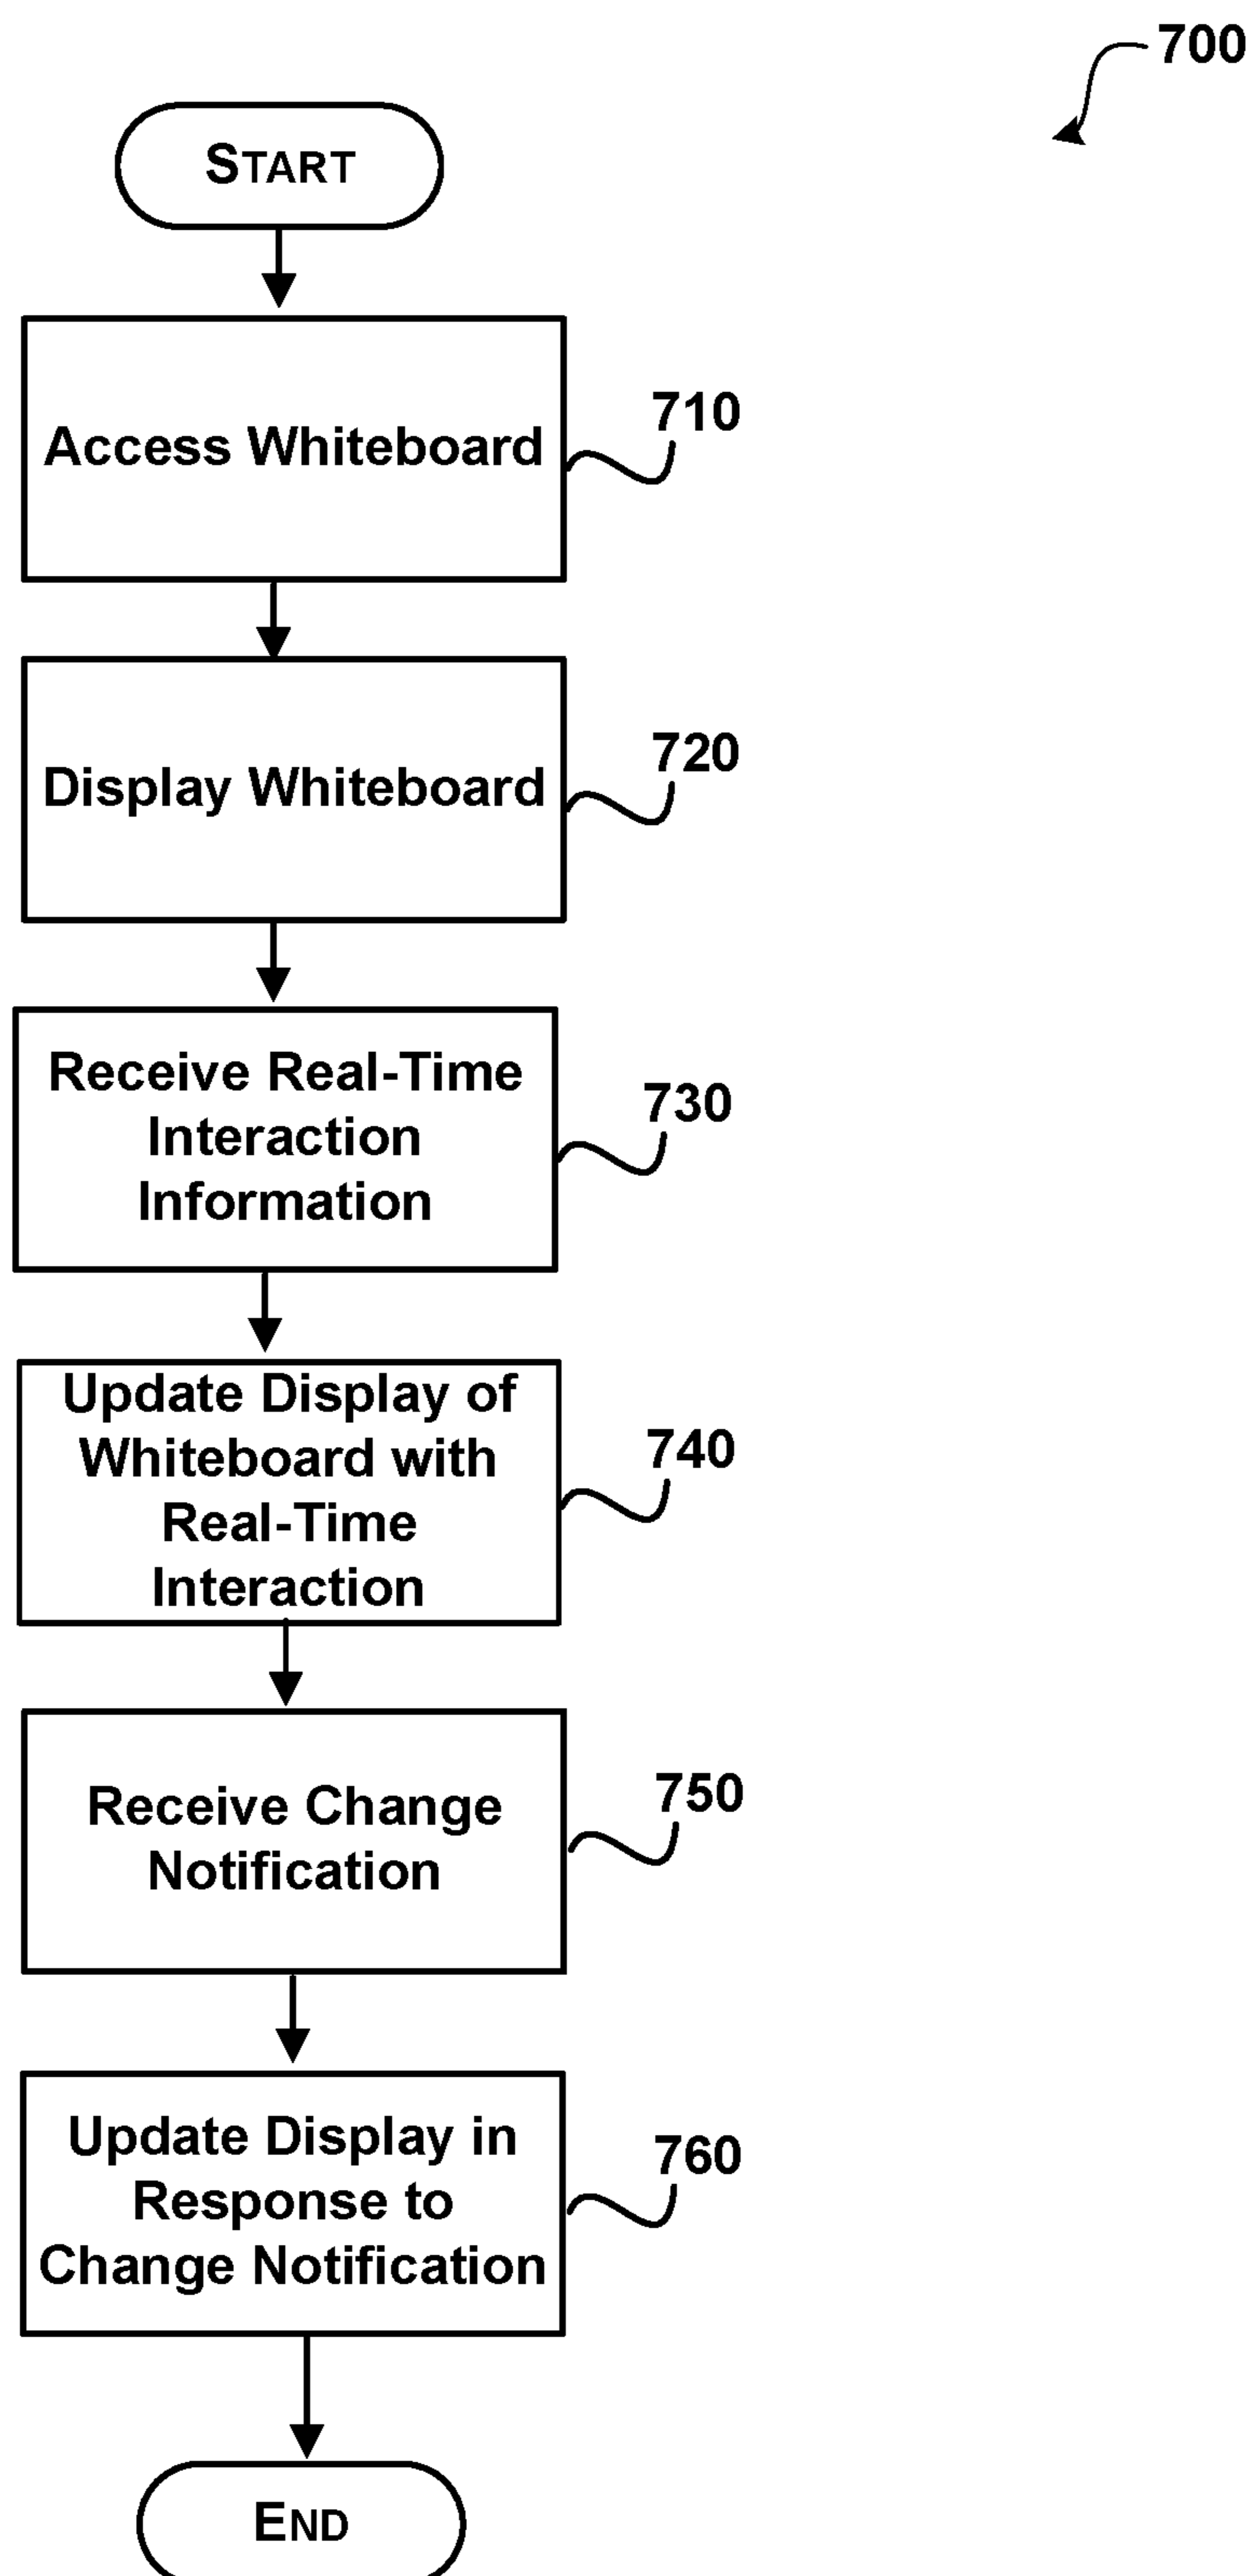 700
START
Access Whiteboard
710
Display Whiteboard
720
Receive Real-Time
Interaction
Information
730
Update Display of
Whiteboard with
Real-Time
Interaction
740
Receive Change
Notification
750
Update Display in
Response to
Change Notification
760
END